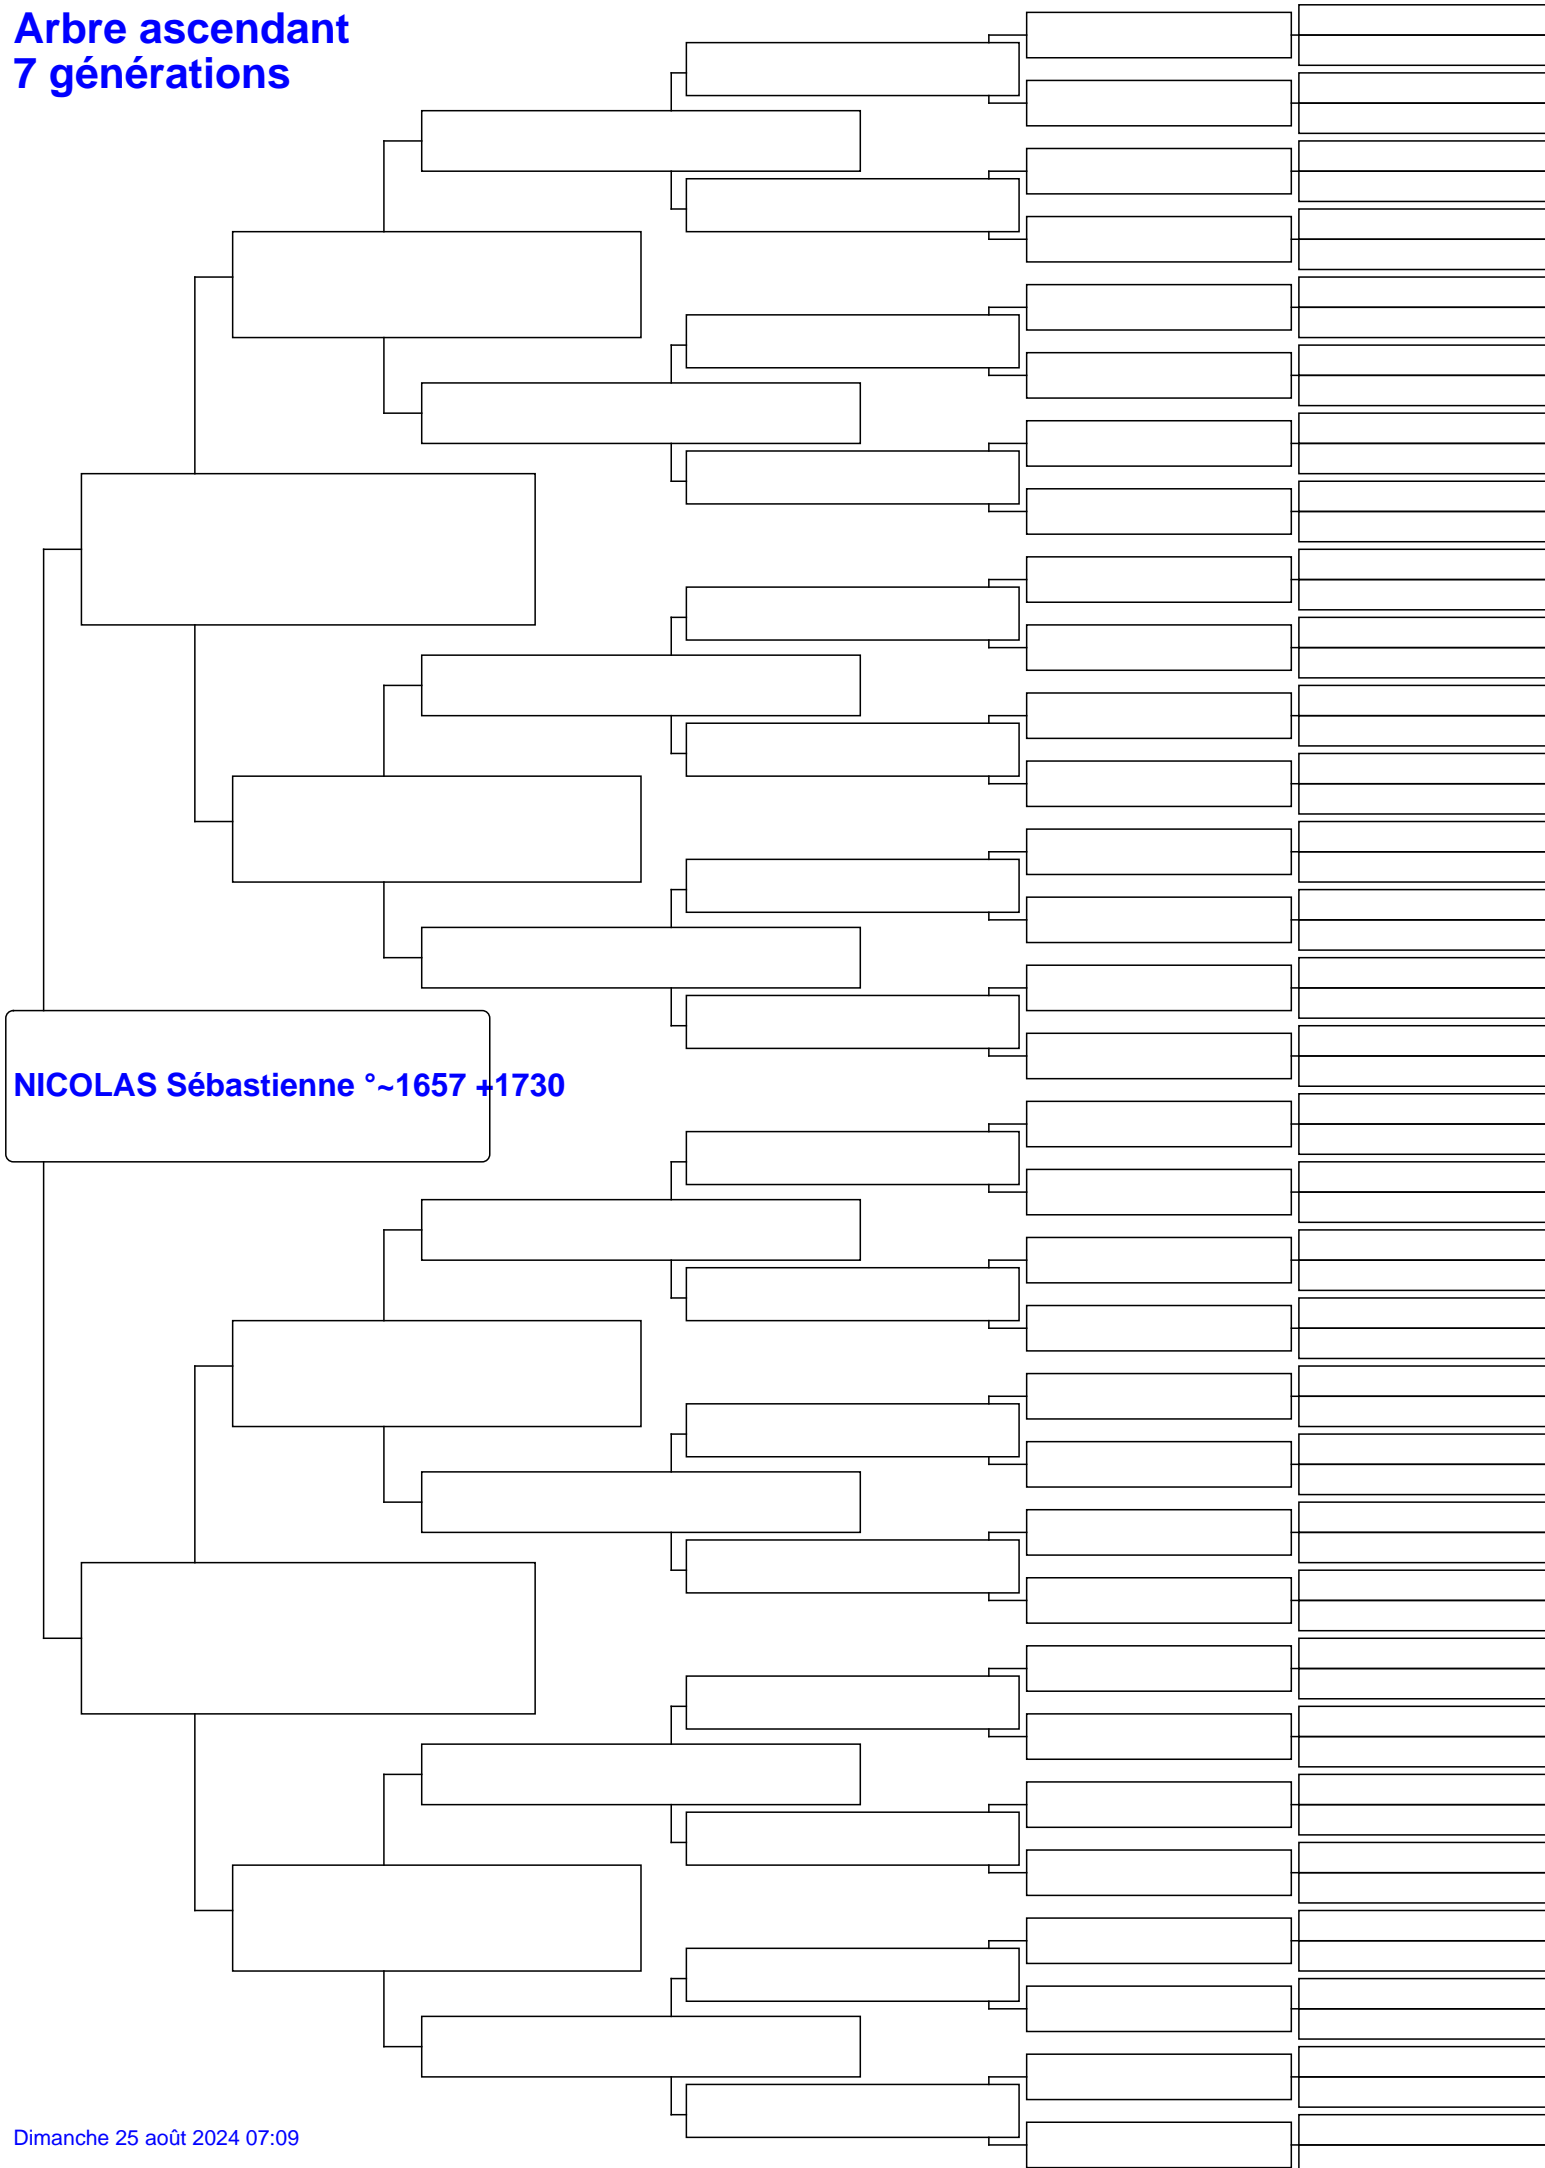 Arbre ascendant
7 générations
NICOLAS Sébastienne °~1657 +1730
Dimanche 25 août 2024 07:09